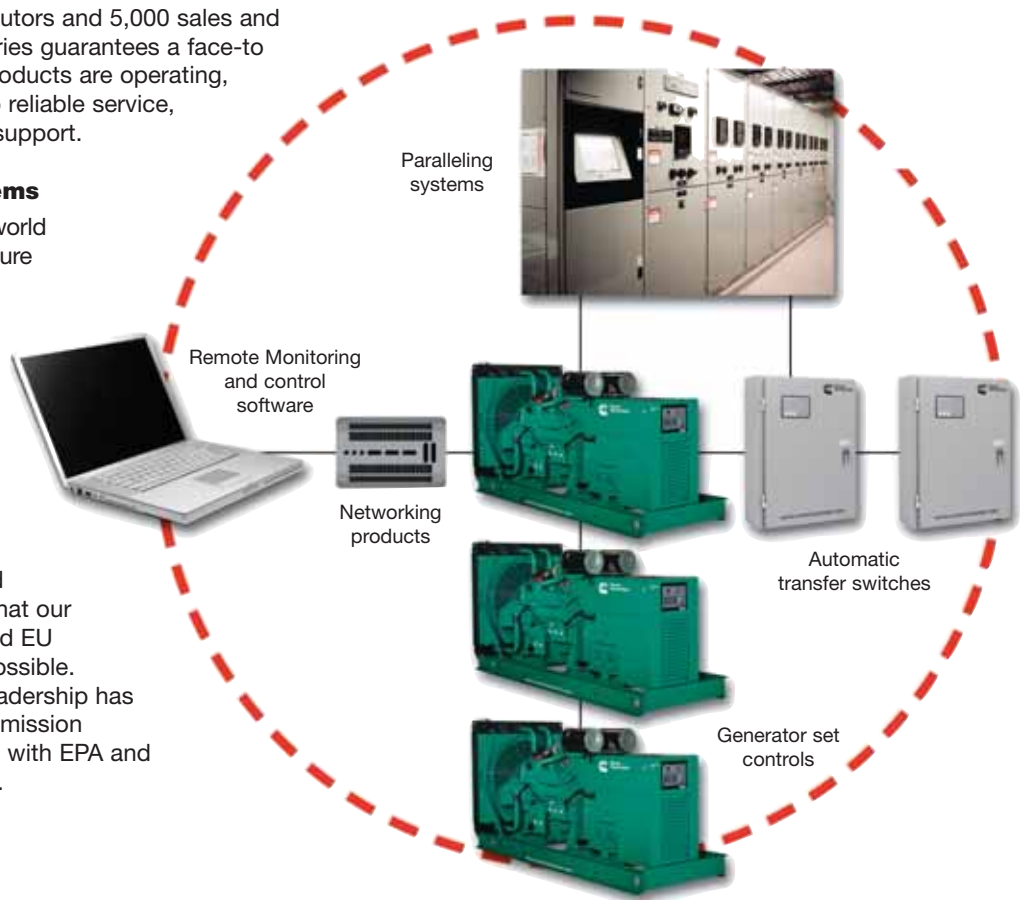 utors and 5,000 sales and
ries guarantees a face-to
oducts are operating,
reliable service,
support.
ems
world
ure
hat our
d EU
ossible.
adership has
mission
with EPA and
Paralleling
systems
Remote Monitoring
and control
software
Networking
products
Automatic
transfer switches
Generator set
controls